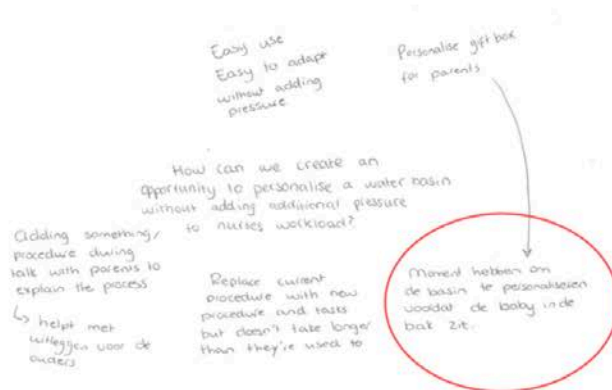 Easy use
Easy to adapt
without adding
pressure
Personalise gift box
for parents
How can we create an
opportunity to personalise a water basin
without adding additional pressure
to nurses workload?
Adding something/
procedure during
talk with parents to
explain the process
↳ helpt met
uitleggen voor de
ouders
Replace current
procedure with new
procedure and tasks
but doesn't take longer
than they're used to
Moment hebben om
de basin te personaliseren
voordat de baby in de
bak zit.